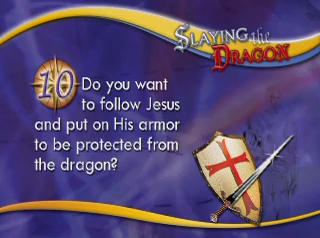 SLAYING the
DRAGON
10 Do you want
to follow Jesus
and put on His armor
to be protected from
the dragon?